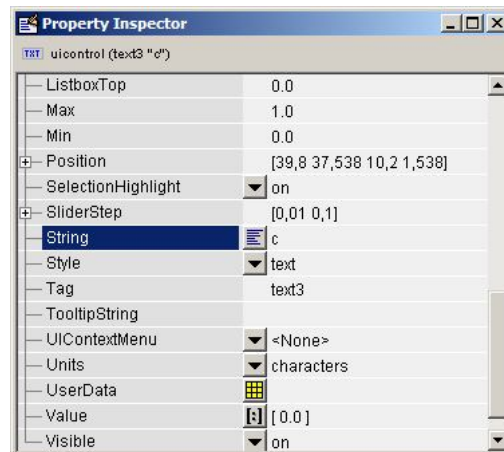 Property Inspector
TXT uicontrol (text3 "c")
ListboxTop 0.0
Max 1.0
Min 0.0
Position [39,8 37,538 10,2 1,538]
SelectionHighlight on
SliderStep [0,01 0,1]
String c
Style text
Tag text3
TooltipString
UIContextMenu <None>
Units characters
UserData
Value [:] [ 0.0 ]
Visible on